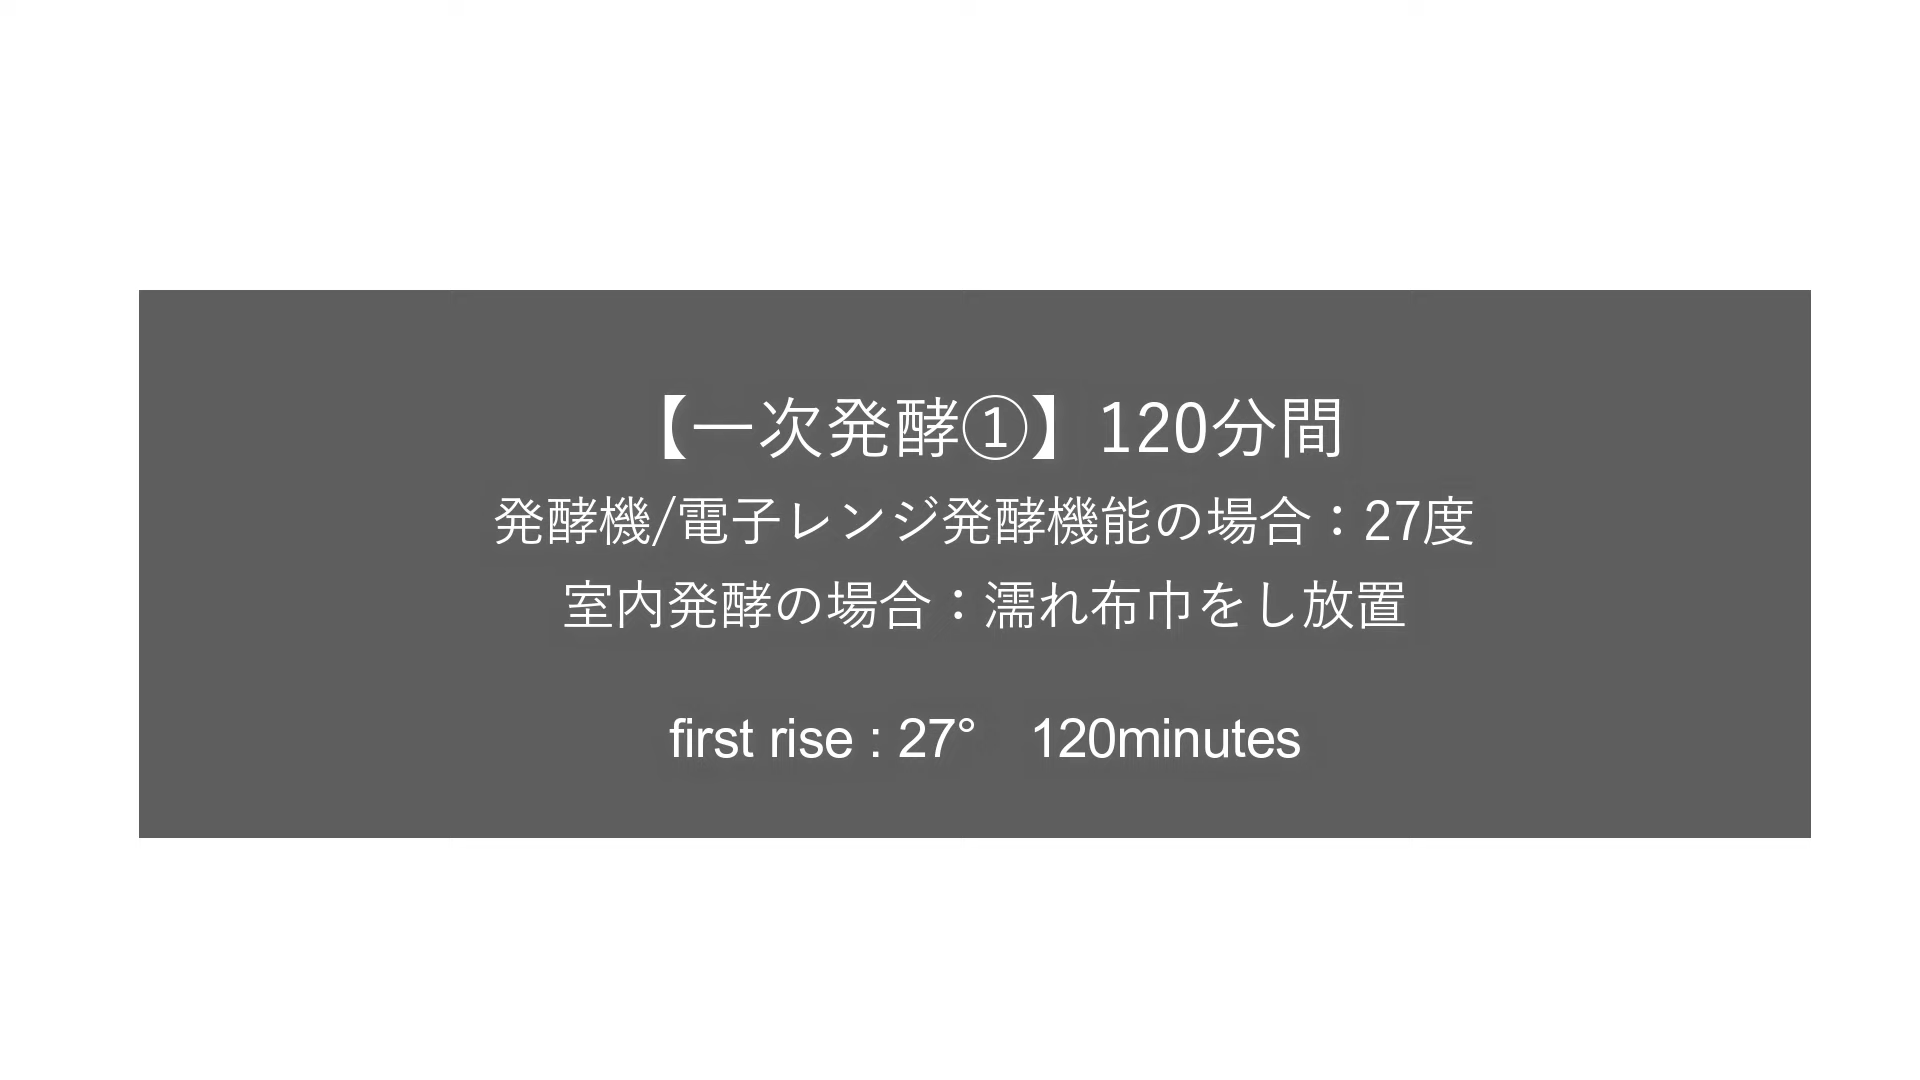 【一次発酵①】120分間
発酵機/電子レンジ発酵機能の場合：27度
室内発酵の場合：濡れ布巾をし放置
first rise : 27°　120minutes